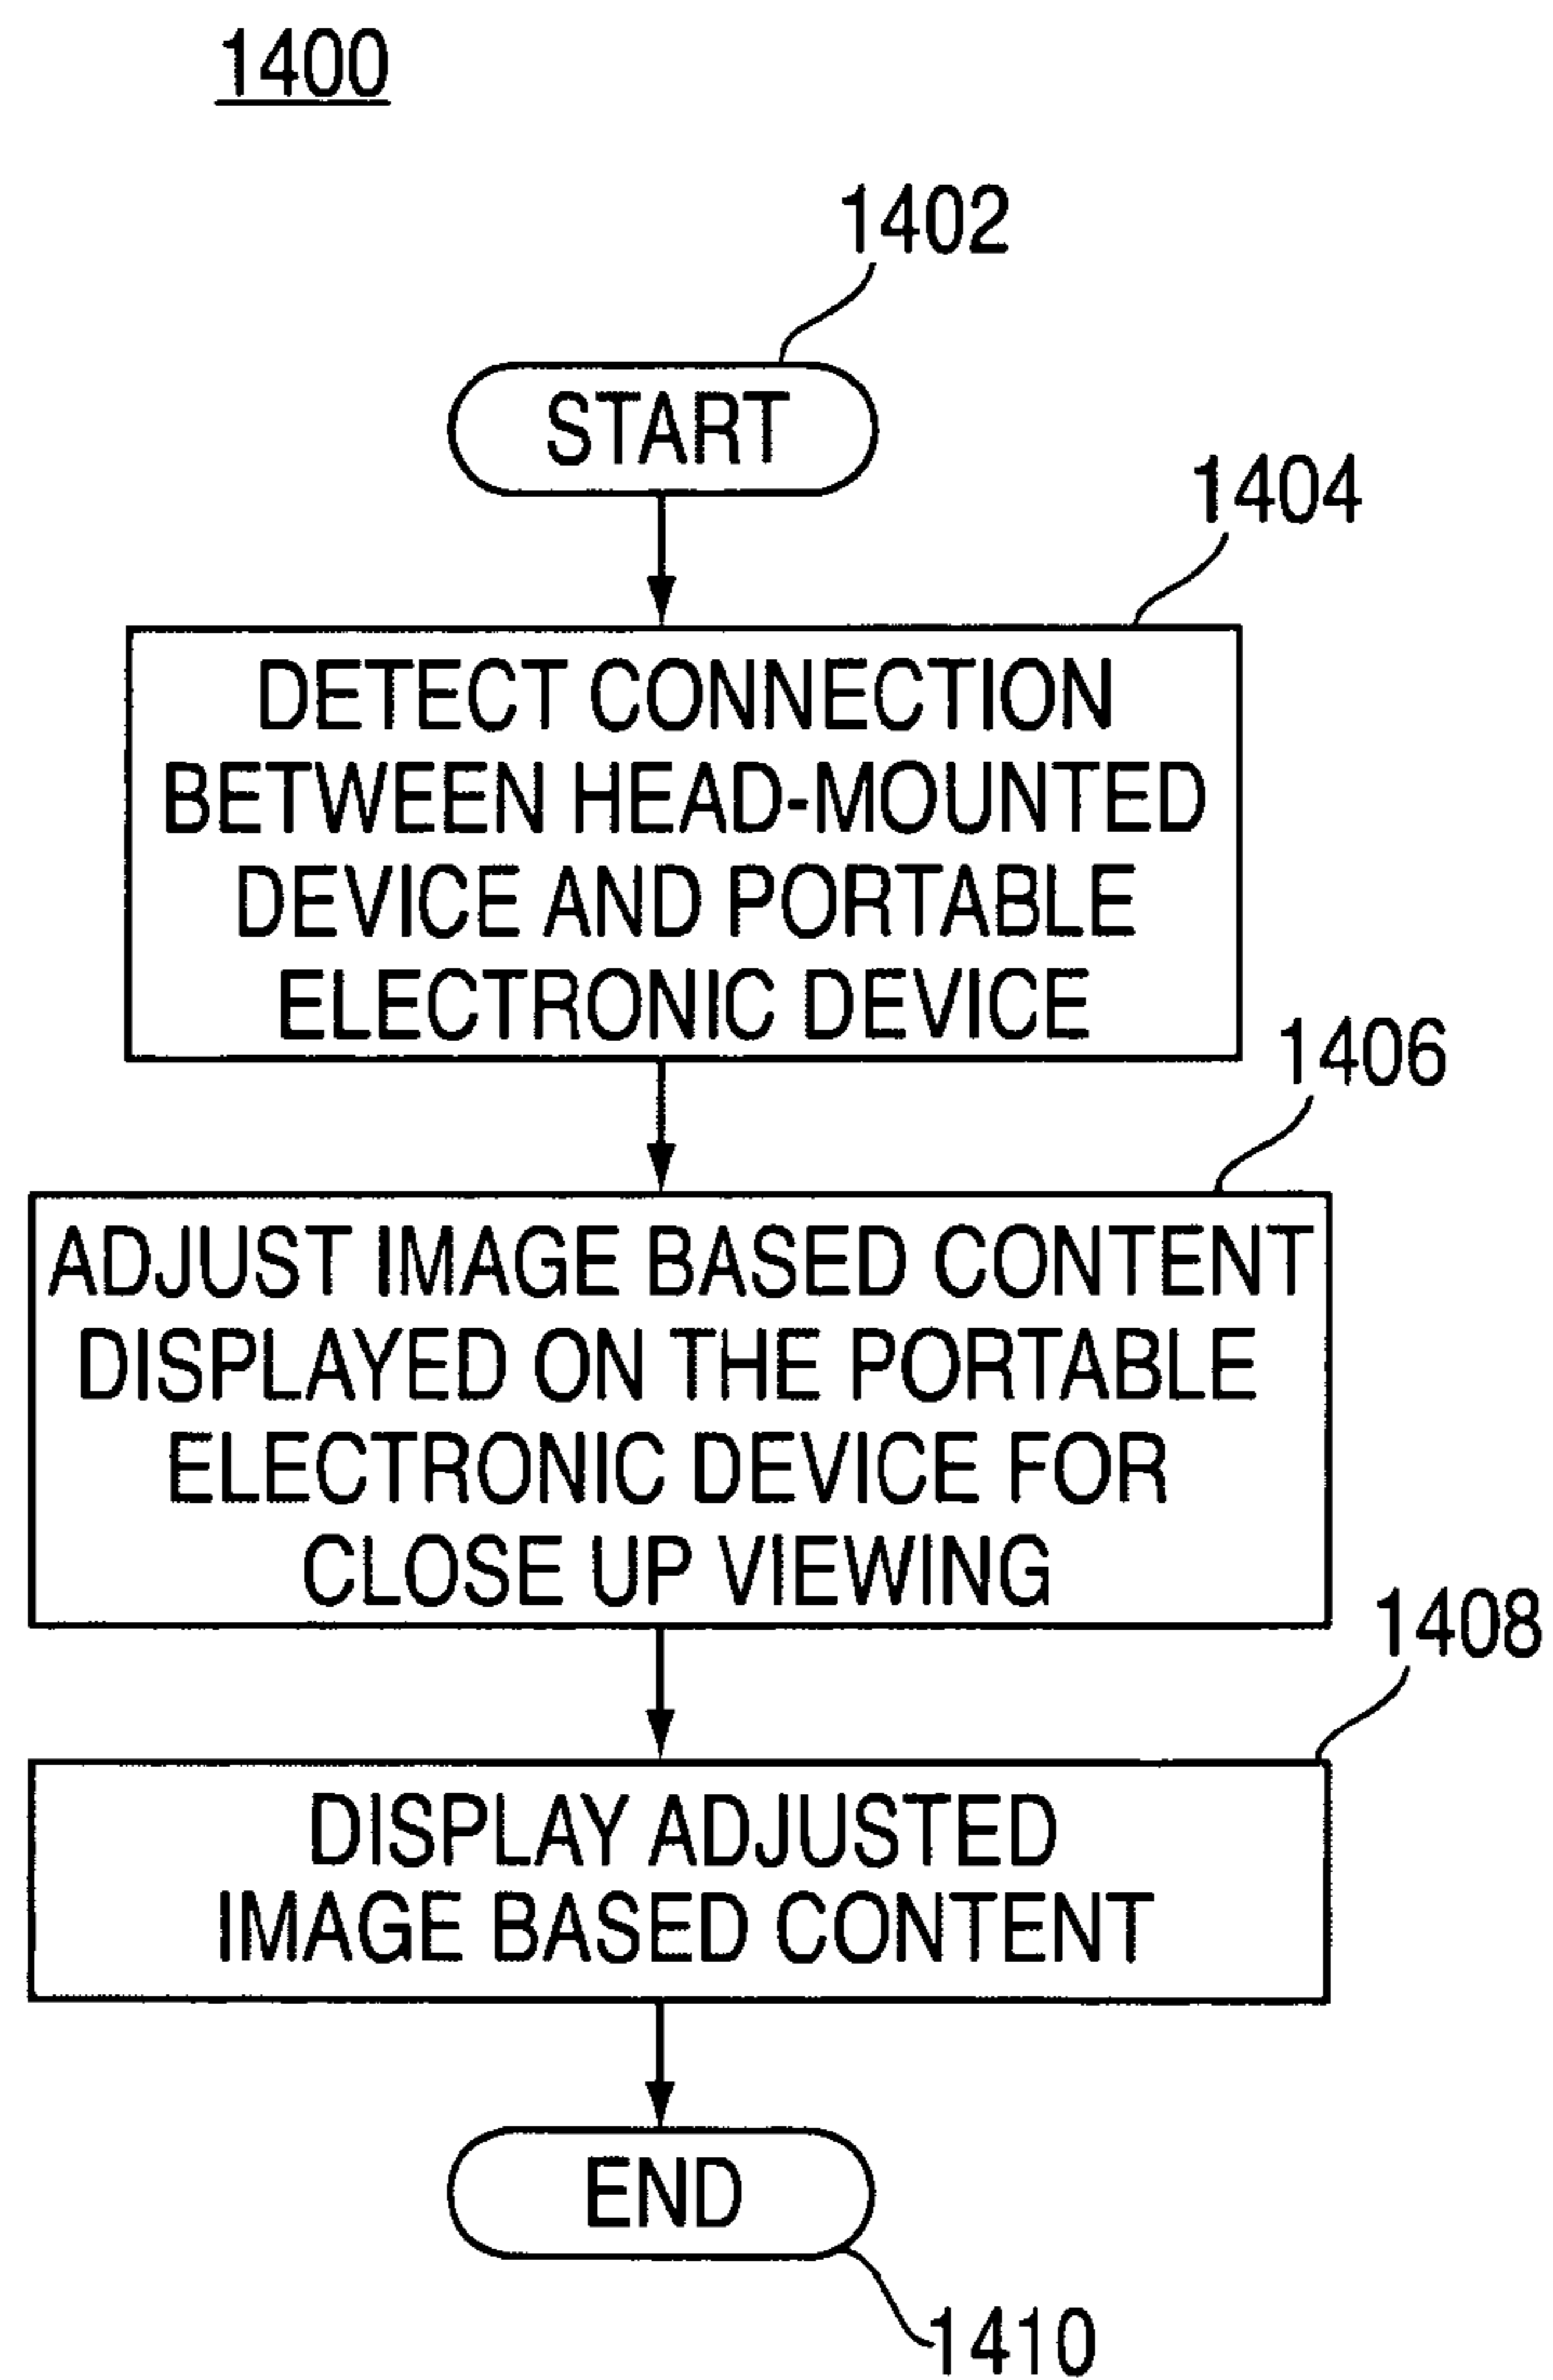 1400
1402
START
1404
DETECT CONNECTION
BETWEEN HEAD-MOUNTED
DEVICE AND PORTABLE
ELECTRONIC DEVICE
1406
ADJUST IMAGE BASED CONTENT
DISPLAYED ON THE PORTABLE
ELECTRONIC DEVICE FOR
CLOSE UP VIEWING
1408
DISPLAY ADJUSTED
IMAGE BASED CONTENT
END
1410